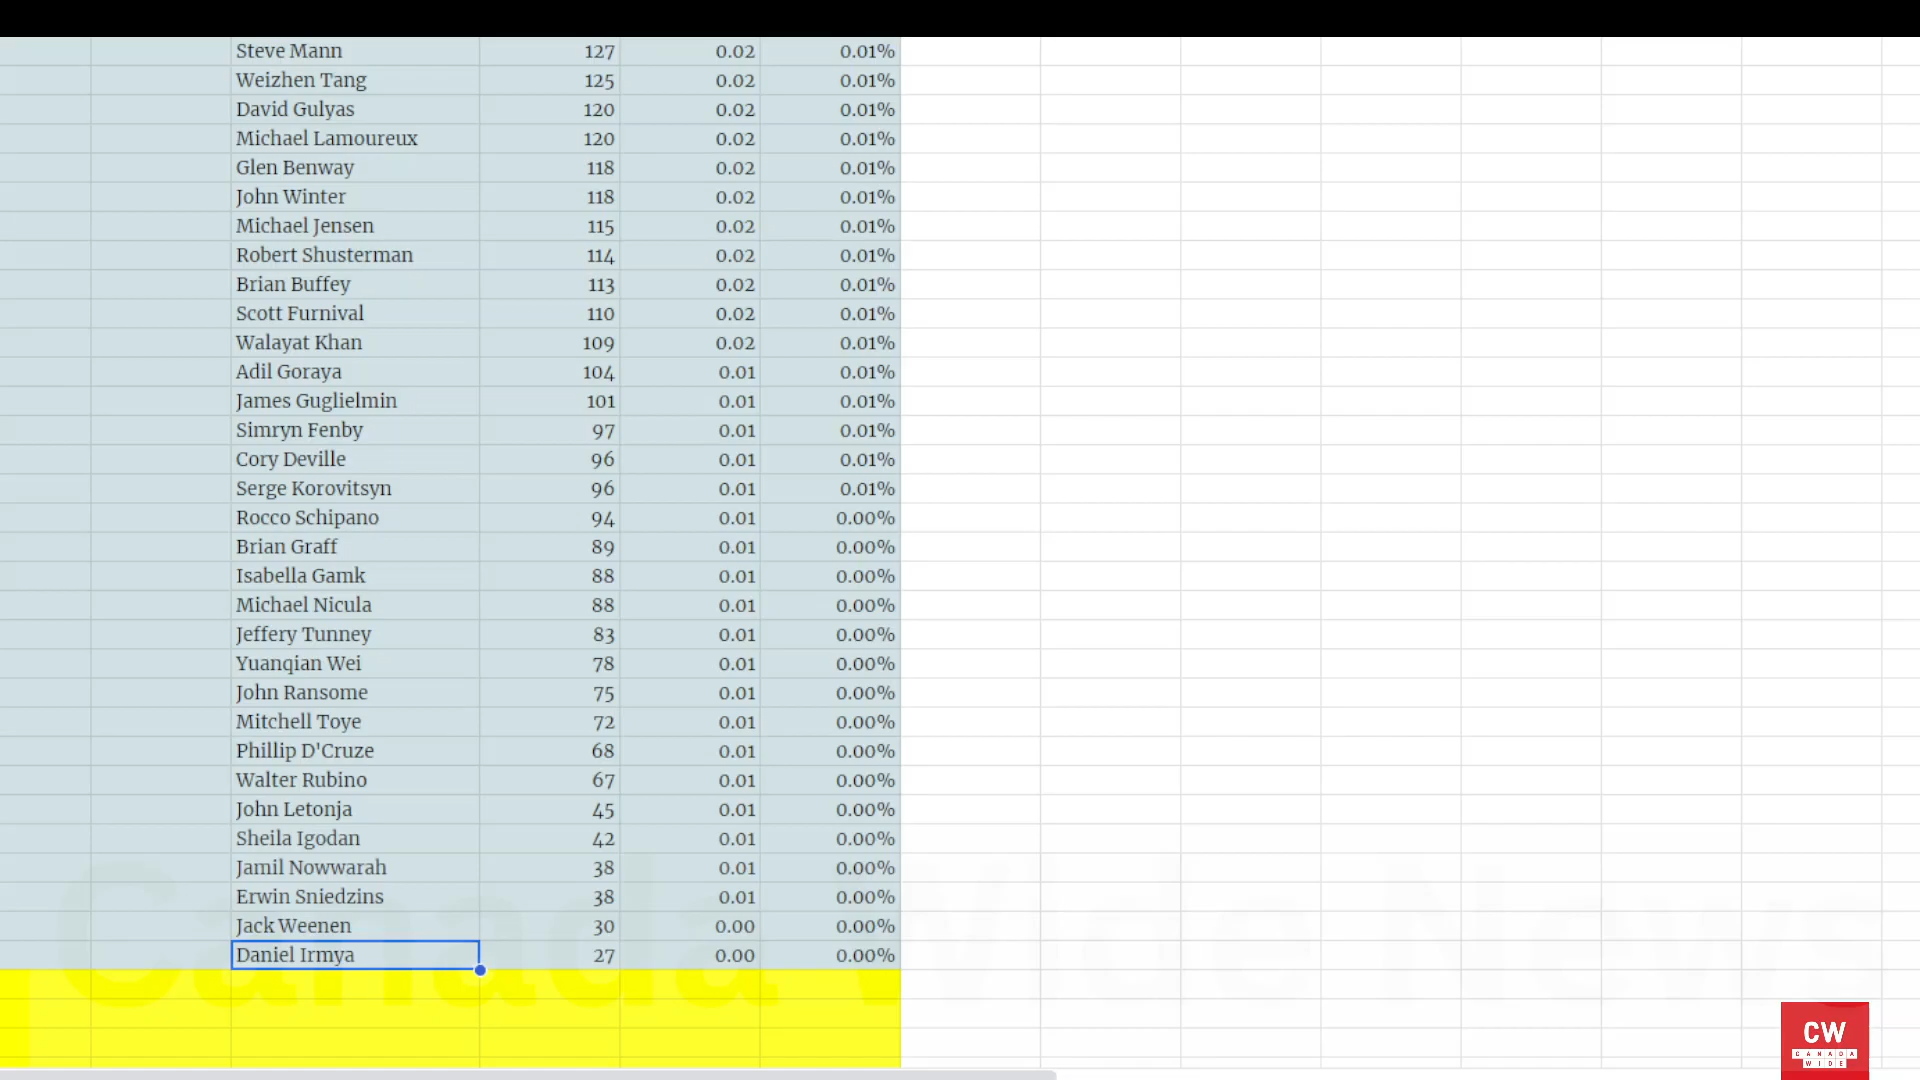 Steve Mann 127 0.02 0.01%
Weizhen Tang 125 0.02 0.01%
David Gulyas 120 0.02 0.01%
Michael Lamoureux 120 0.02 0.01%
Glen Benway 118 0.02 0.01%
John Winter 118 0.02 0.01%
Michael Jensen 115 0.02 0.01%
Robert Shusterman 114 0.02 0.01%
Brian Buffey 113 0.02 0.01%
Scott Furnival 110 0.02 0.01%
Walayat Khan 109 0.02 0.01%
Adil Goraya 104 0.01 0.01%
James Guglielmin 101 0.01 0.01%
Simryn Fenby 97 0.01 0.01%
Cory Deville 96 0.01 0.01%
Serge Korovitsyn 96 0.01 0.01%
Rocco Schipano 94 0.01 0.00%
Brian Graff 89 0.01 0.00%
Isabella Gamk 88 0.01 0.00%
Michael Nicula 88 0.01 0.00%
Jeffery Tunney 83 0.01 0.00%
Yuanqian Wei 78 0.01 0.00%
John Ransome 75 0.01 0.00%
Mitchell Toye 72 0.01 0.00%
Phillip D'Cruze 68 0.01 0.00%
Walter Rubino 67 0.01 0.00%
John Letonja 45 0.01 0.00%
Sheila Igodan 42 0.01 0.00%
Jamil Nowwarah 38 0.01 0.00%
Erwin Sniedzins 38 0.01 0.00%
Jack Weenen 30 0.00 0.00%
Daniel Irmya 27 0.00 0.00%
Canada Wide News
CW
CANADA
WIDE